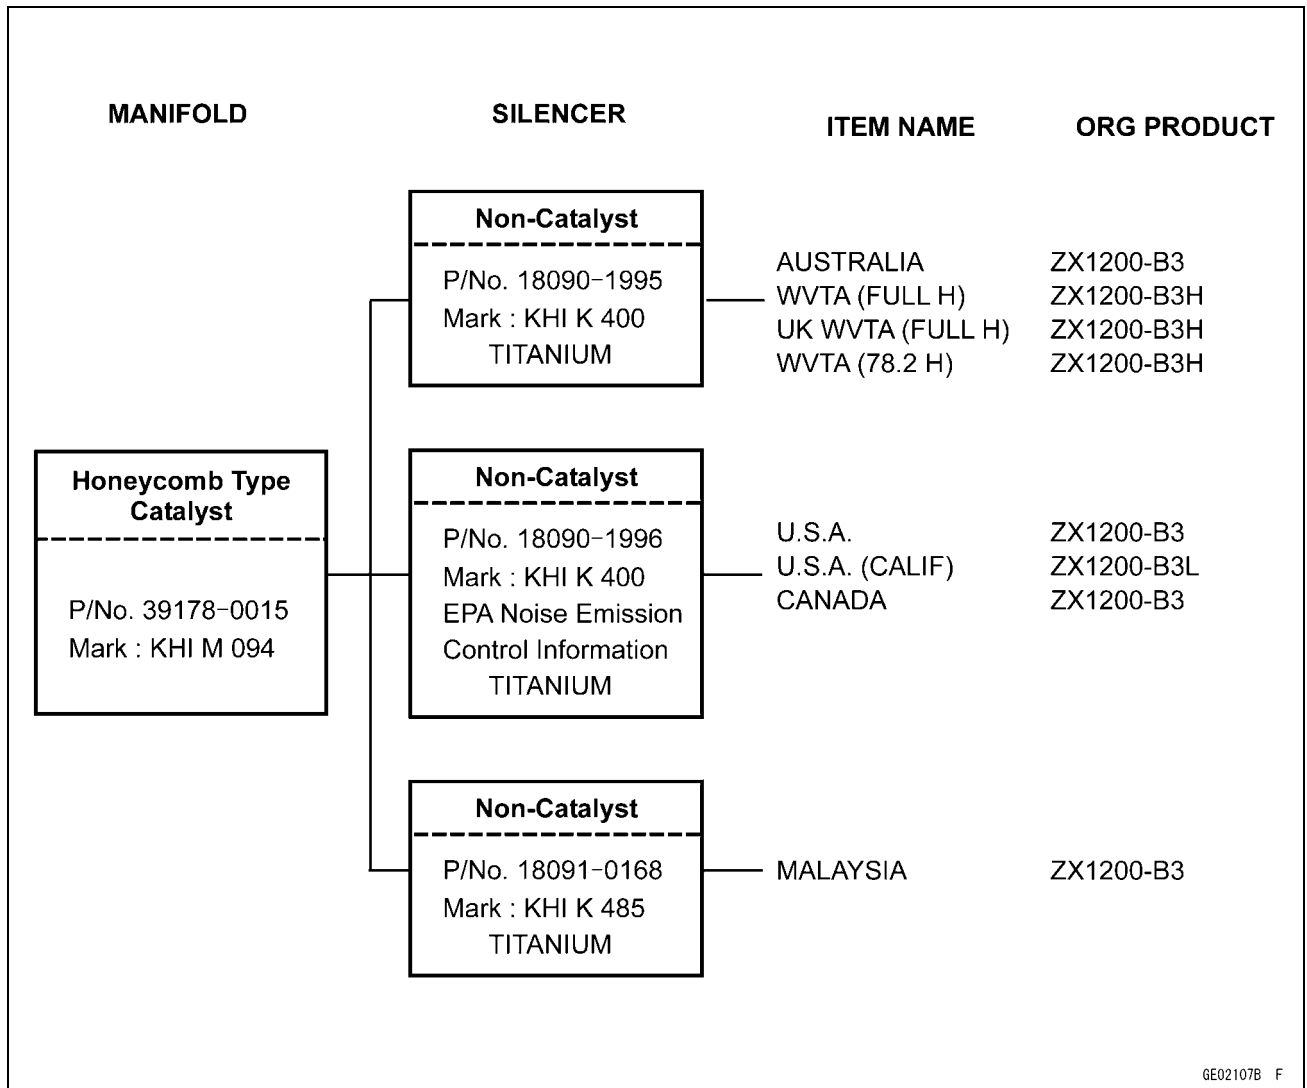 MANIFOLD
SILENCER
ITEM NAME
ORG PRODUCT
Non-Catalyst
P/No. 18090-1995
Mark : KHI K 400
TITANIUM
AUSTRALIA ZX1200-B3
WVTA (FULL H) ZX1200-B3H
UK WVTA (FULL H) ZX1200-B3H
WVTA (78.2 H) ZX1200-B3H
Honeycomb Type
Catalyst
P/No. 39178-0015
Mark : KHI M 094
Non-Catalyst
P/No. 18090-1996
Mark : KHI K 400
EPA Noise Emission
Control Information
TITANIUM
U.S.A. ZX1200-B3
U.S.A. (CALIF) ZX1200-B3L
CANADA ZX1200-B3
Non-Catalyst
P/No. 18091-0168
Mark : KHI K 485
TITANIUM
MALAYSIA ZX1200-B3
GE02107B F